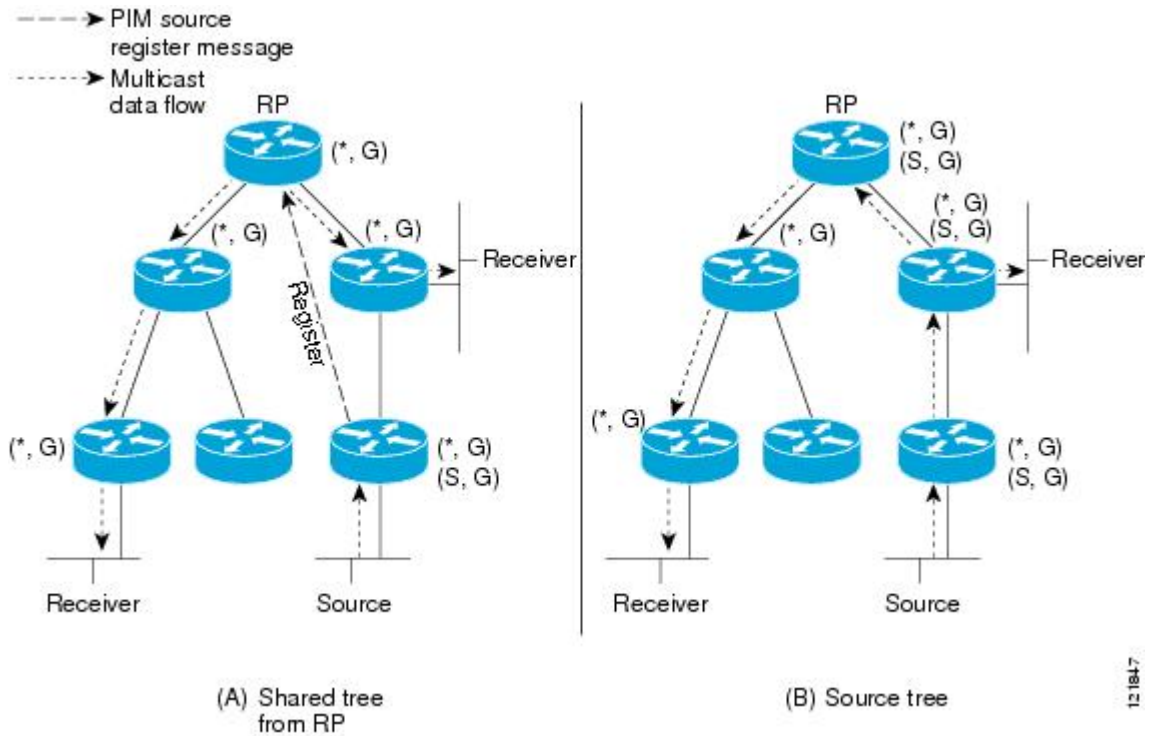 PIM source
register message
Multicast
data flow
RP
(*, G)
(*, G)
(*, G)
Receiver
Register
(*, G)
(*, G)
(S, G)
Receiver
Source
(A) Shared tree
from RP
RP
(*, G)
(S, G)
(*, G)
(*, G)
(S, G)
Receiver
(*, G)
(*, G)
(S, G)
Receiver
Source
(B) Source tree
121847